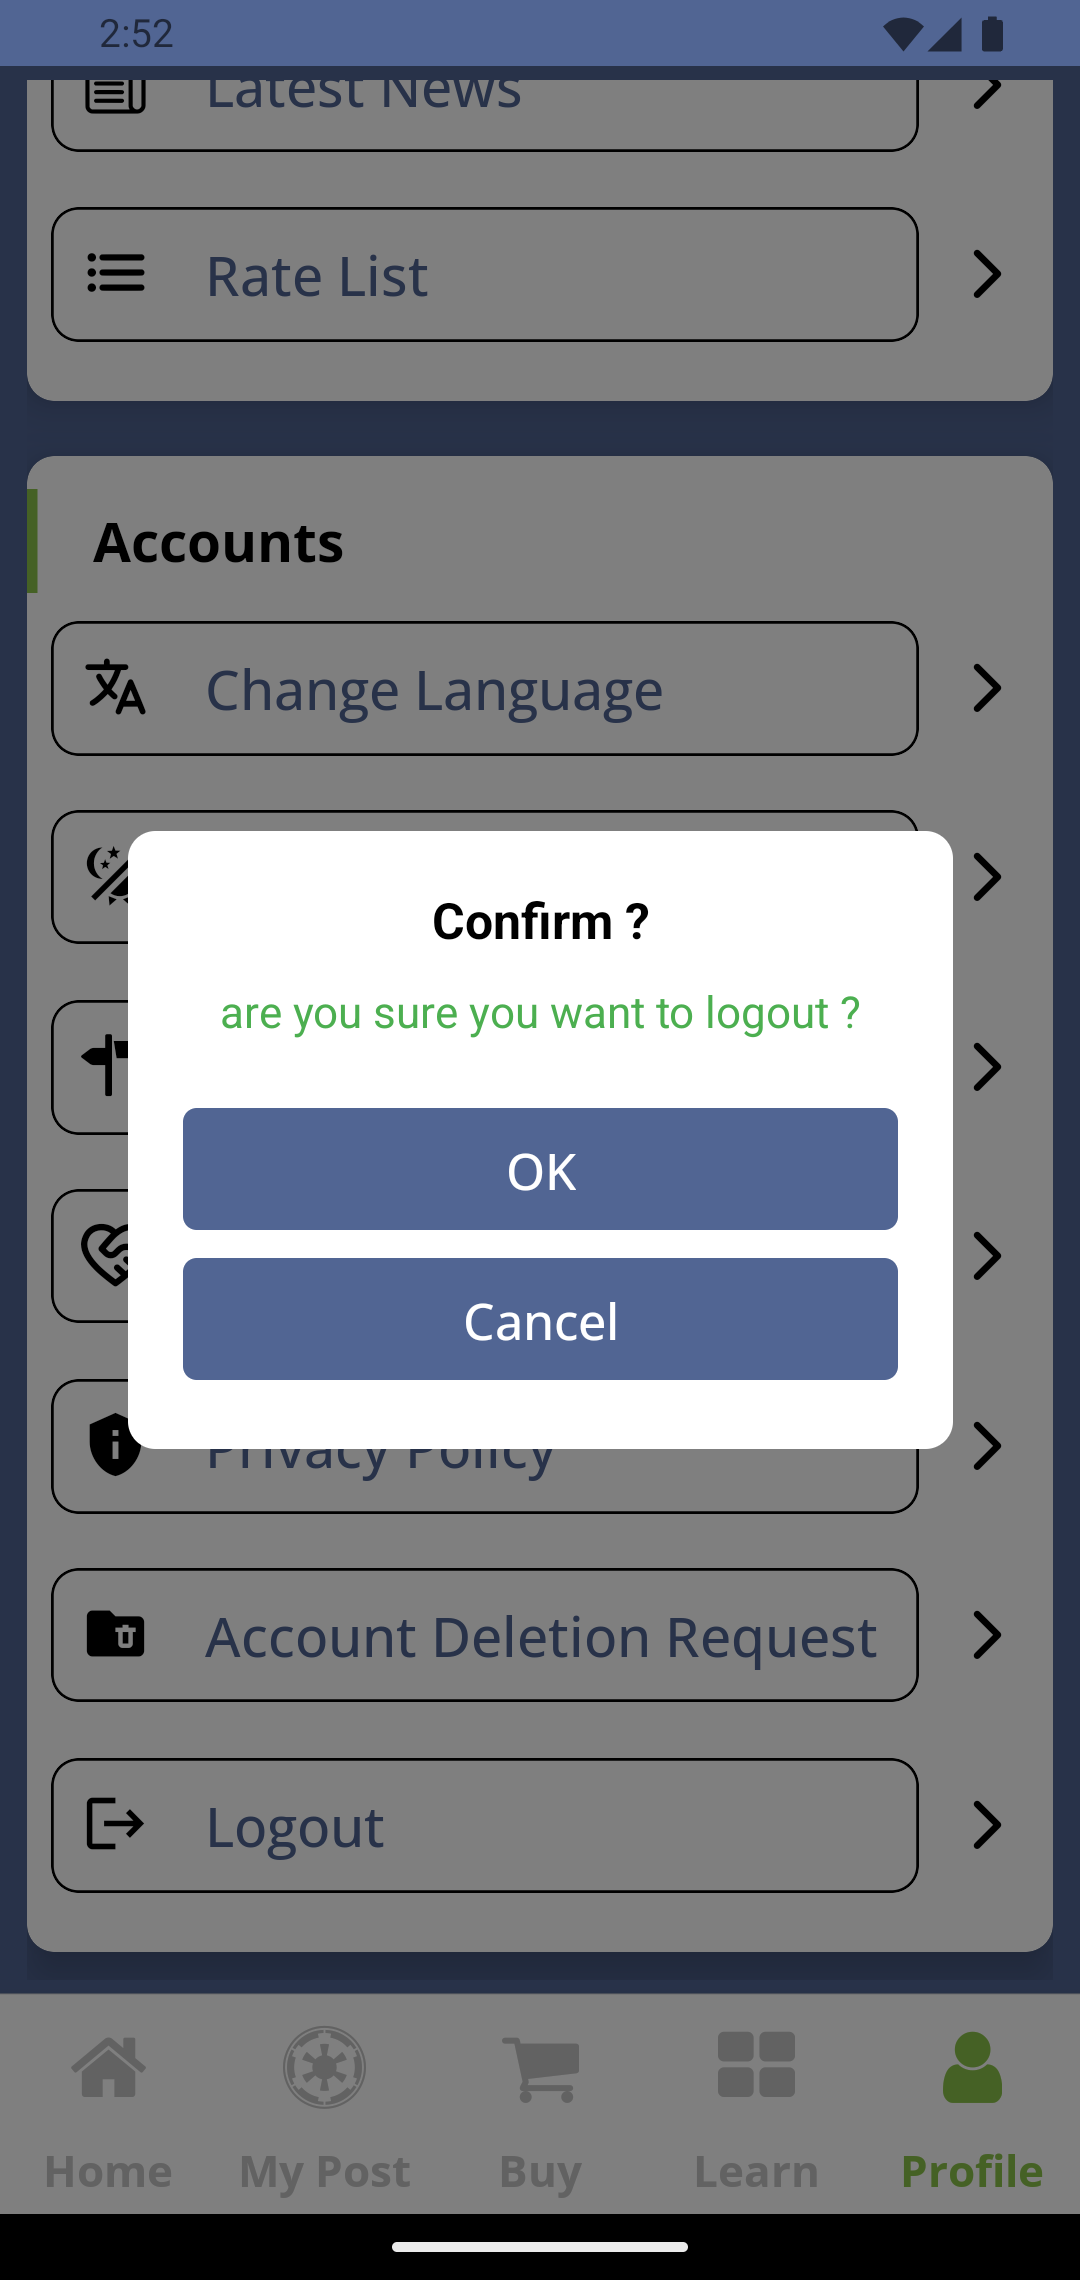 2:52
Latest News
Rate List
Accounts
Change Language
Confirm ?
are you sure you want to logout ?
OK
Cancel
Privacy Policy
Account Deletion Request
Logout
Home
My Post
Buy
Learn
Profile